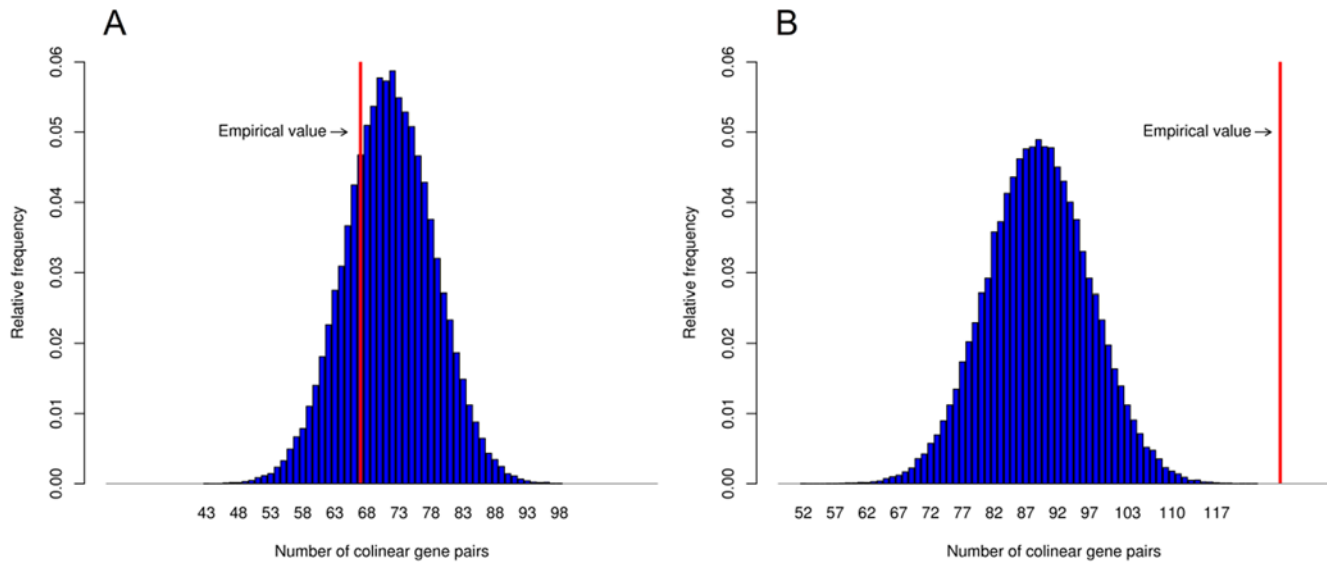 A
0.06
0.05
0.04
0.03
0.02
0.01
0.00
Relative frequency
Empirical value →
43 48 53 58 63 68 73 78 83 88 93 98
Number of colinear gene pairs
B
0.06
0.05
0.04
0.03
0.02
0.01
0.00
Relative frequency
Empirical value →
52 57 62 67 72 77 82 87 92 97 103 110 117
Number of colinear gene pairs